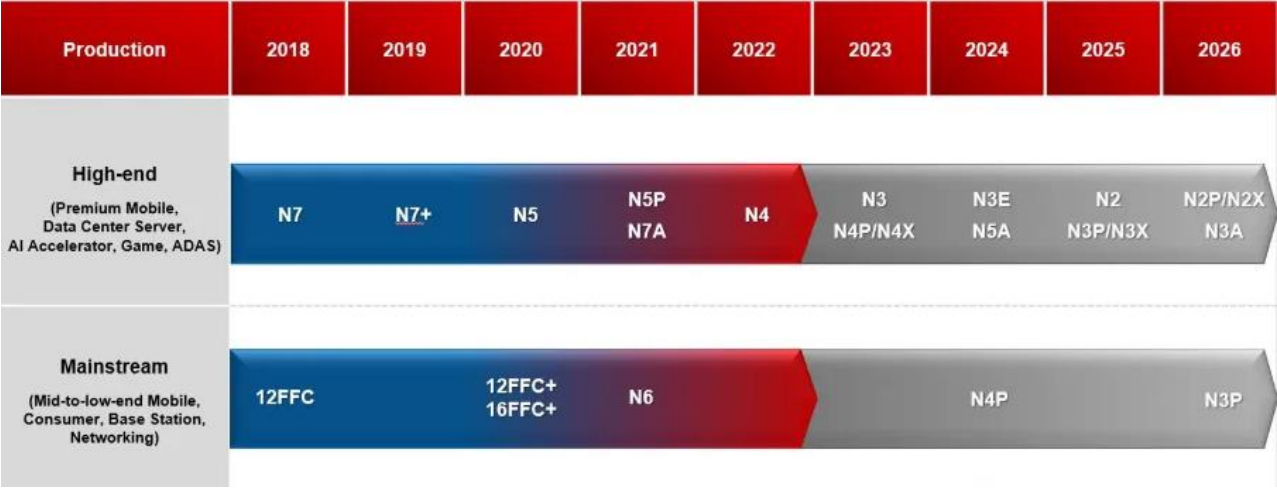 Production 2018 2019 2020 2021 2022 2023 2024 2025 2026
High-end
(Premium Mobile,
Data Center Server,
AI Accelerator, Game, ADAS)
N7 N7+ N5 N5P N4 N3 N3E N2 N2P/N2X
N7A N4P/N4X N5A N3P/N3X N3A
Mainstream
(Mid-to-low-end Mobile,
Consumer, Base Station,
Networking)
12FFC 12FFC+ N6 N4P N3P
16FFC+